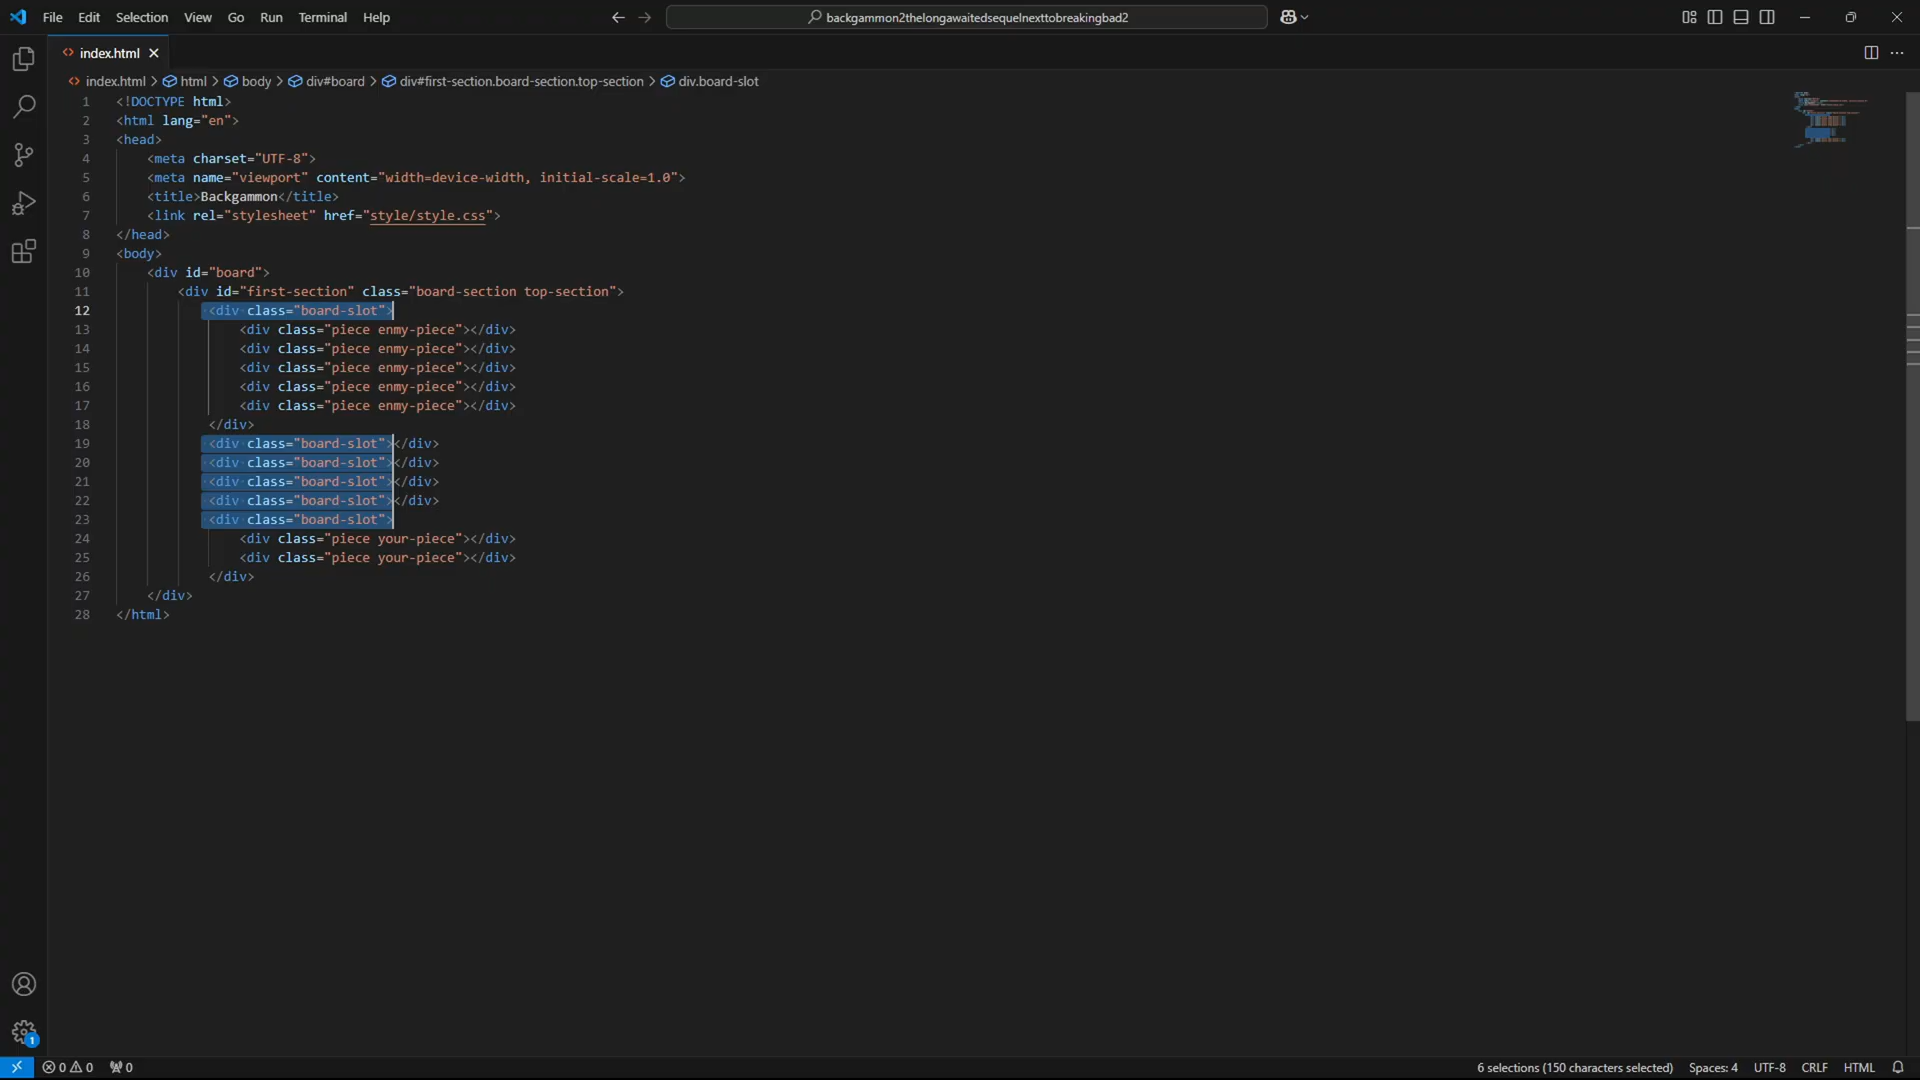 File Edit Selection View Go Run Terminal Help
backgammon2thelongawaitedsequelnexttobreakingbad2
index.html
index.html > html > body > div#board > div#first-section.board-section.top-section > div.board-slot
1 <!DOCTYPE html>
2 <html lang="en">
3 <head>
4 <meta charset="UTF-8">
5 <meta name="viewport" content="width=device-width, initial-scale=1.0">
6 <title>Backgammon</title>
7 <link rel="stylesheet" href="style/style.css">
8 </head>
9 <body>
10 <div id="board">
11 <div id="first-section" class="board-section top-section">
12 <div class="board-slot">
13 <div class="piece enmy-piece"></div>
14 <div class="piece enmy-piece"></div>
15 <div class="piece enmy-piece"></div>
16 <div class="piece enmy-piece"></div>
17 <div class="piece enmy-piece"></div>
18 </div>
19 <div class="board-slot"></div>
20 <div class="board-slot"></div>
21 <div class="board-slot"></div>
22 <div class="board-slot"></div>
23 <div class="board-slot">
24 <div class="piece your-piece"></div>
25 <div class="piece your-piece"></div>
26 </div>
27 </div>
28 </html>
1
0 0 0 6 selections (150 characters selected) Spaces: 4 UTF-8 CRLF HTML